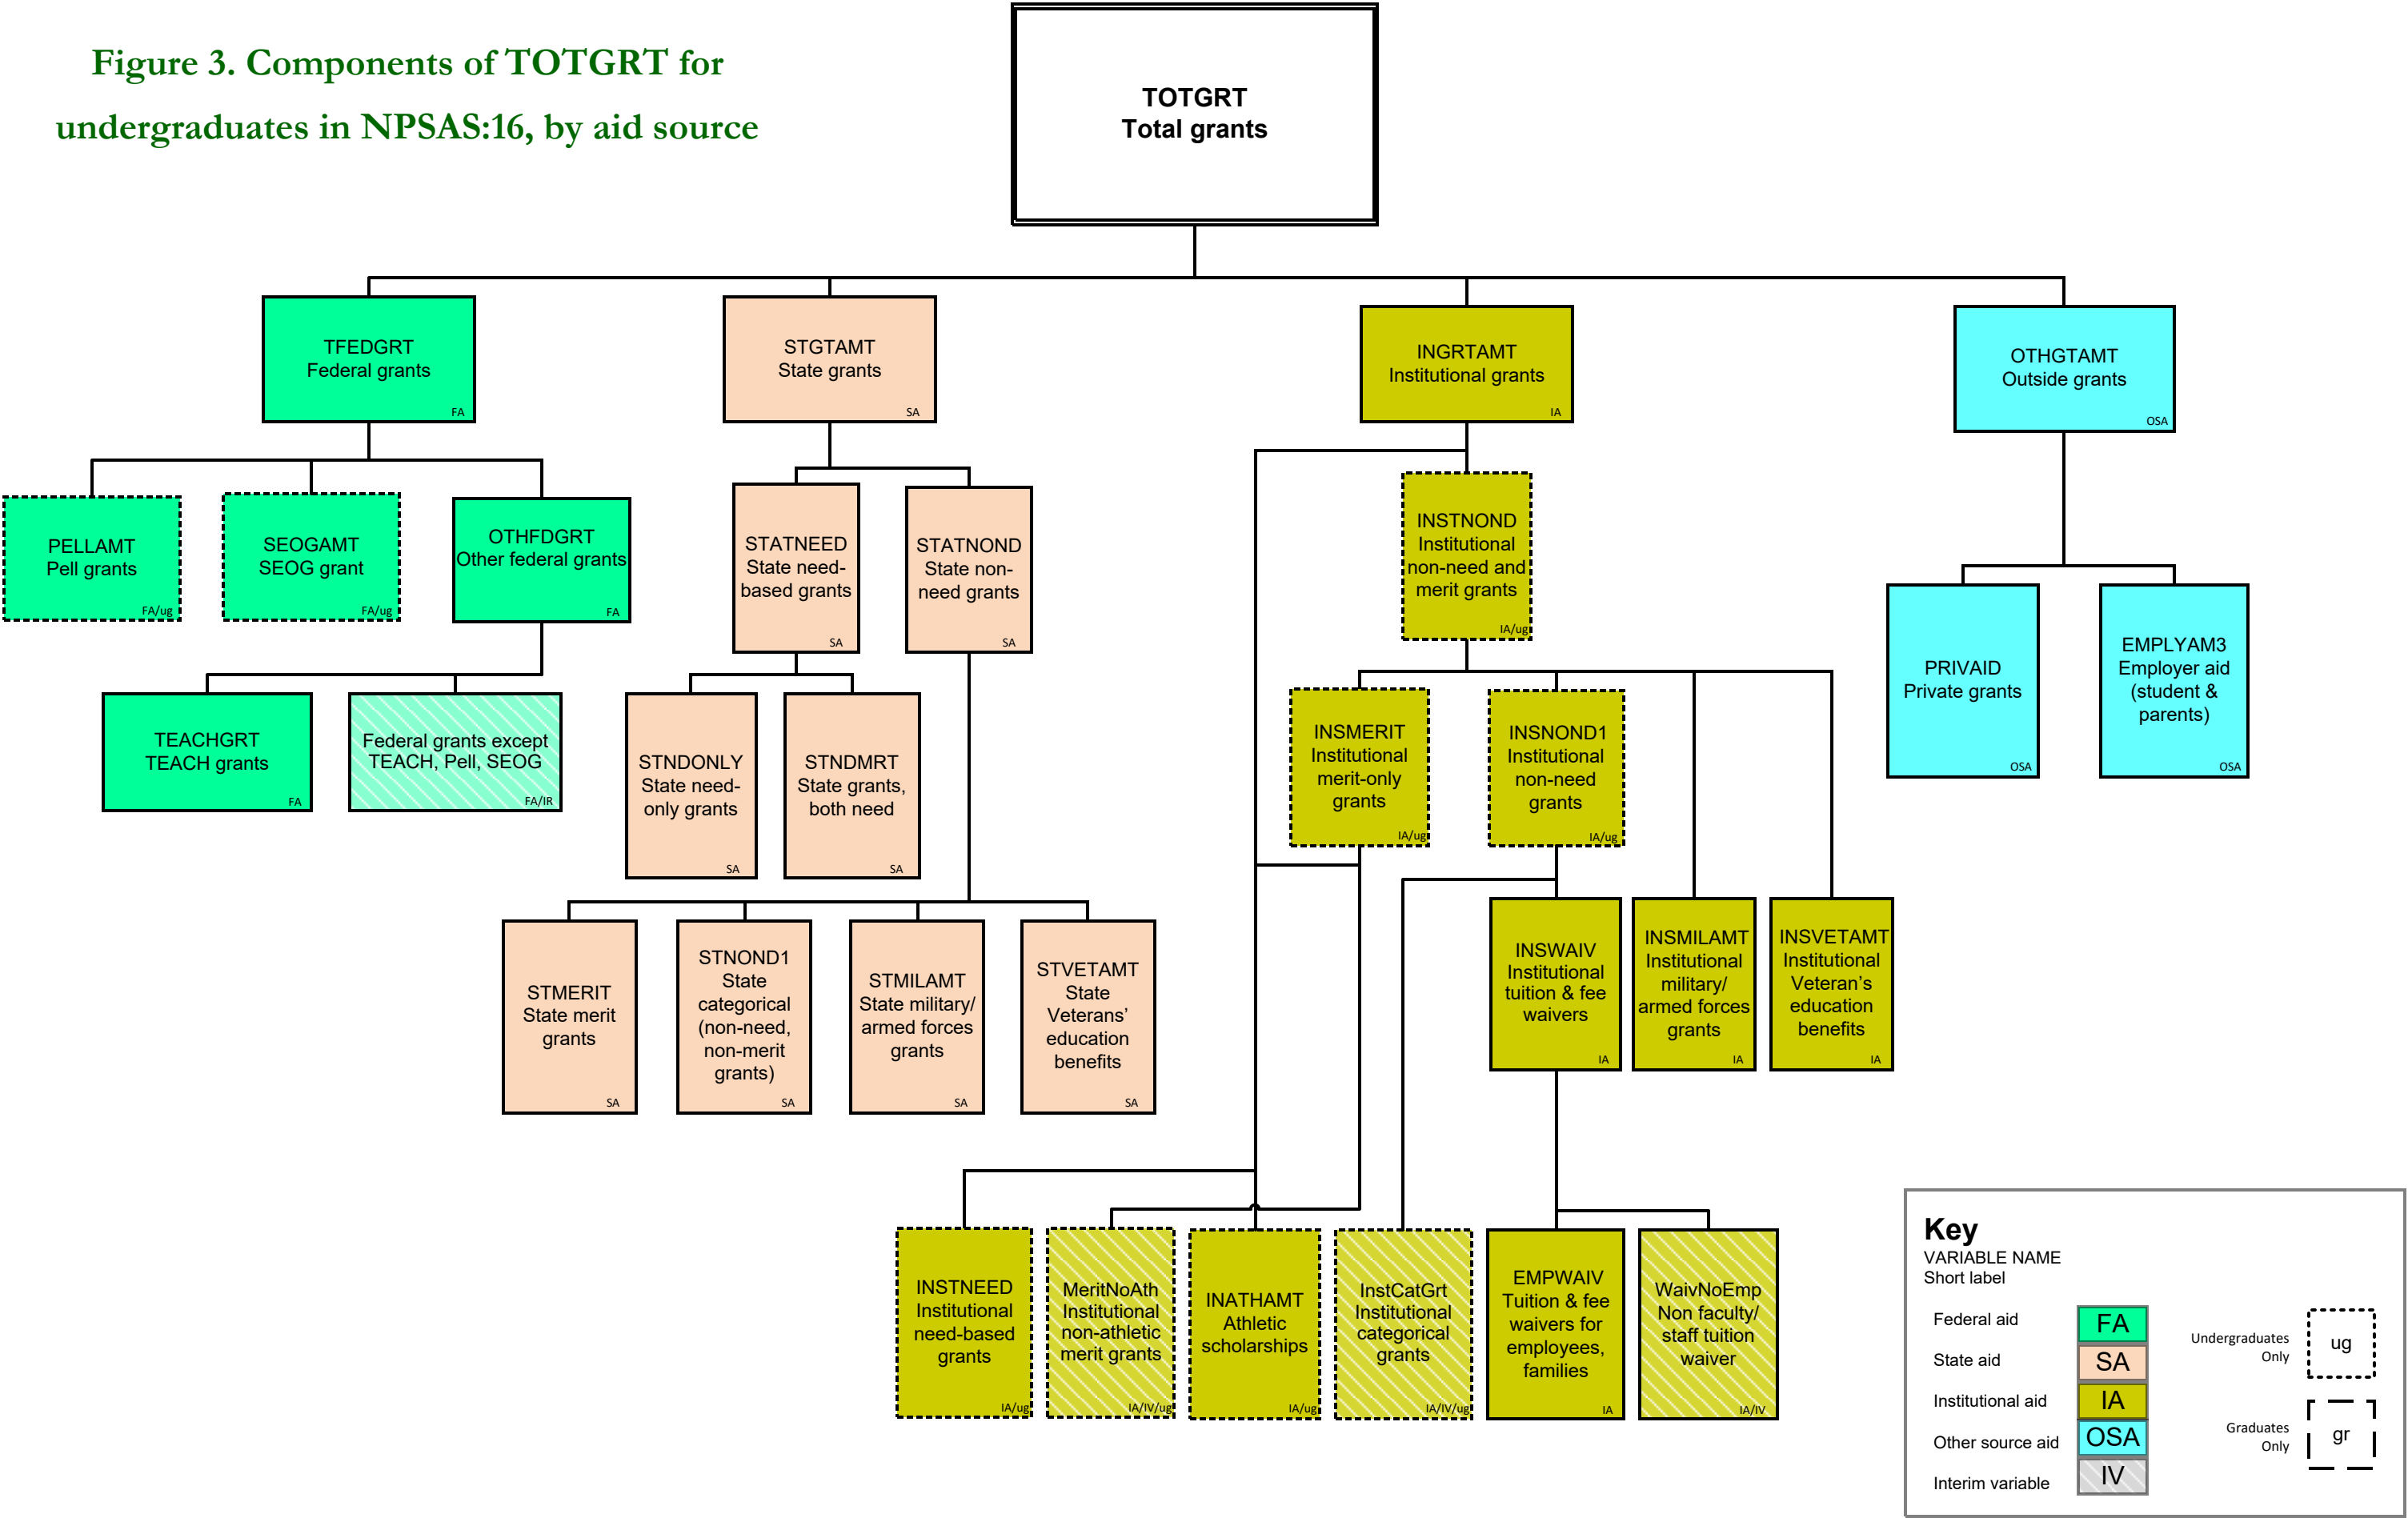 Figure 3. Components of TOTGRT for
undergraduates in NPSAS:16, by aid source
TOTGRT
Total grants
TFEDGRT
Federal grants
FA
STGTAMT
State grants
SA
INGRTAMT
Institutional grants
IA
OTHGTAMT
Outside grants
OSA
PELLAMT
Pell grants
FA/ug
SEOGAMT
SEOG grant
FA/ug
OTHFDGRT
Other federal grants
FA
STATNEED
State need-
based grants
SA
STATNOND
State non-
need grants
SA
INSTNOND
Institutional
non-need and
merit grants
IA/ug
PRIVAID
Private grants
OSA
EMPLYAM3
Employer aid
(student &
parents)
OSA
TEACHGRT
TEACH grants
FA
Federal grants except
TEACH, Pell, SEOG
FA/IR
STNDONLY
State need-
only grants
SA
STNDMRT
State grants,
both need
SA
INSMERIT
Institutional
merit-only
grants
IA/ug
INSNOND1
Institutional
non-need
grants
IA/ug
STMERIT
State merit
grants
SA
STNOND1
State
categorical
(non-need,
non-merit
grants)
SA
STMILAMT
State military/
armed forces
grants
SA
STVETAMT
State
Veterans’
education
benefits
SA
INSWAIV
Institutional
tuition & fee
waivers
IA
INSMILAMT
Institutional
military/
armed forces
grants
IA
INSVETAMT
Institutional
Veteran’s
education
benefits
IA
INSTNEED
Institutional
need-based
grants
IA/ug
MeritNoAth
Institutional
non-athletic
merit grants
IA/IV/ug
INATHAMT
Athletic
scholarships
IA/ug
InstCatGrt
Institutional
categorical
grants
IA/IV/ug
EMPWAIV
Tuition & fee
waivers for
employees,
families
IA
WaivNoEmp
Non faculty/
staff tuition
waiver
IA/IV
Key
VARIABLE NAME
Short label
Federal aid FA
State aid SA
Institutional aid IA
Other source aid OSA
Interim variable IV
Undergraduates
Only
ug
Graduates
Only
gr